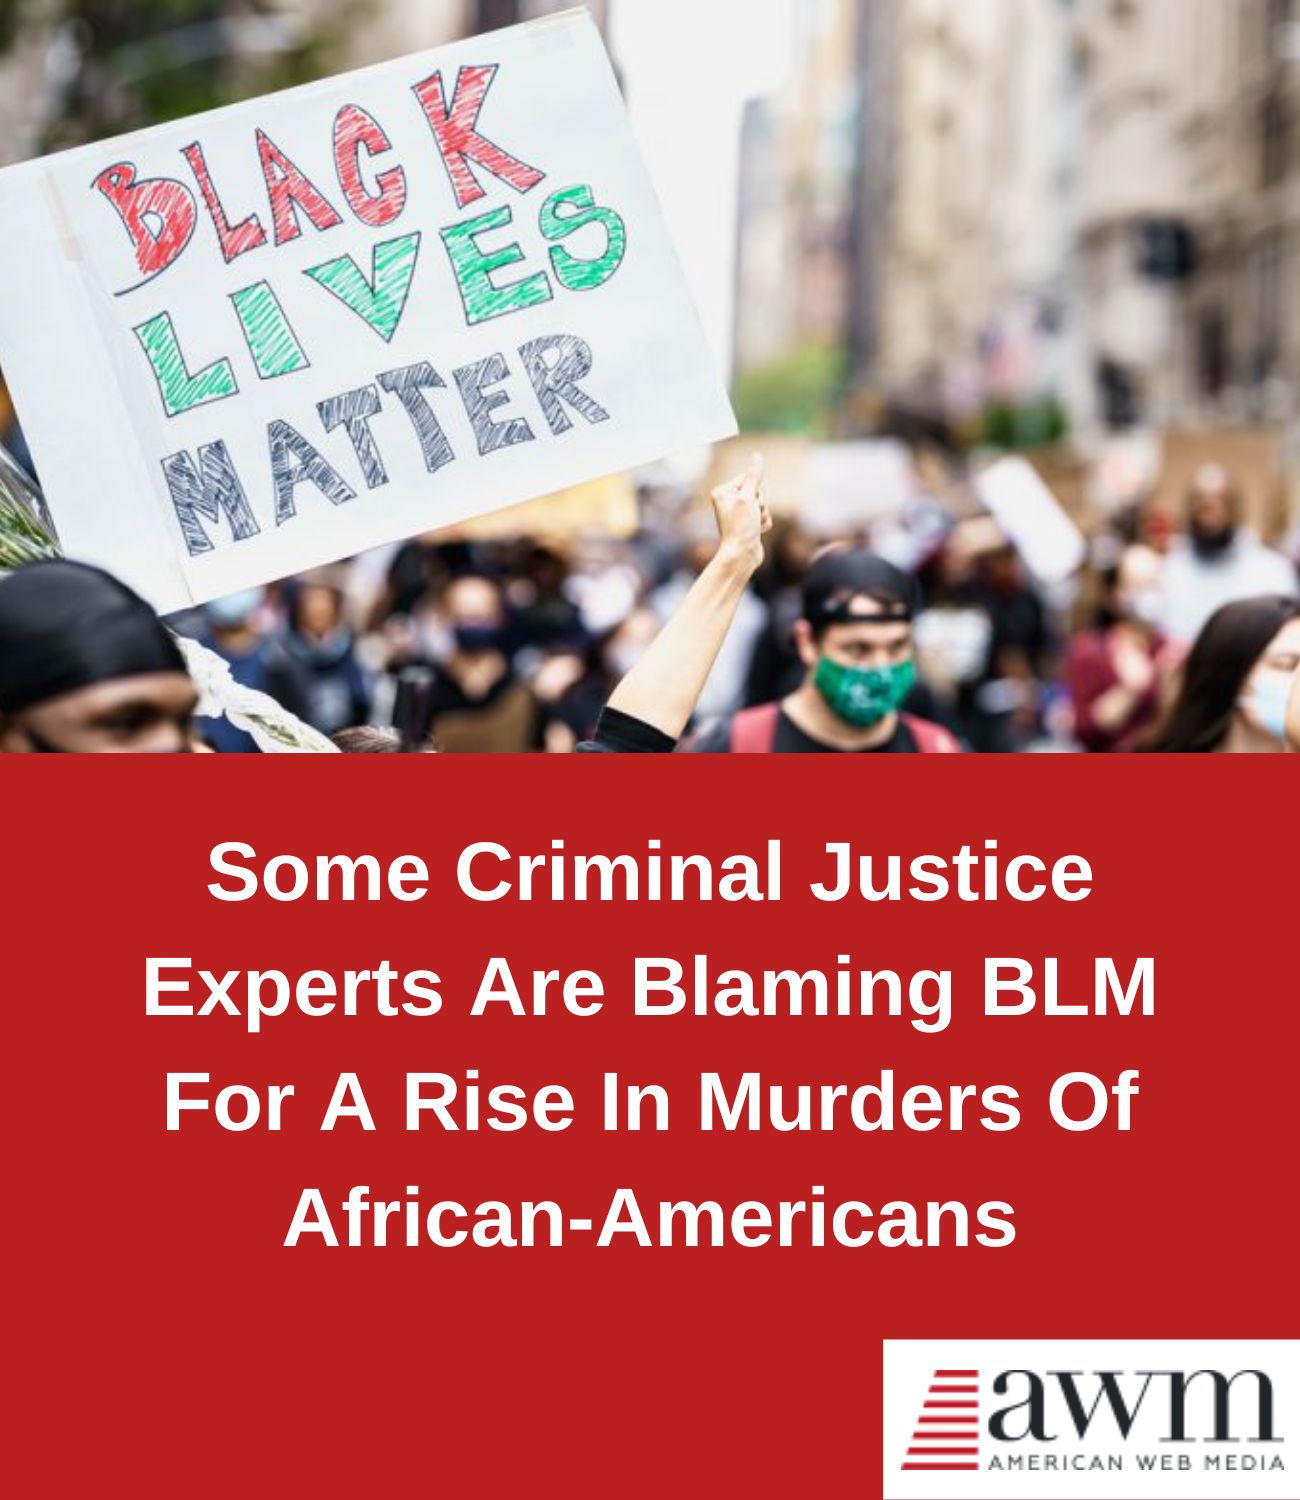 BLACK
LIVES
MATTER
Some Criminal Justice
Experts Are Blaming BLM
For A Rise In Murders Of
African-Americans
awm
AMERICAN WEB MEDIA